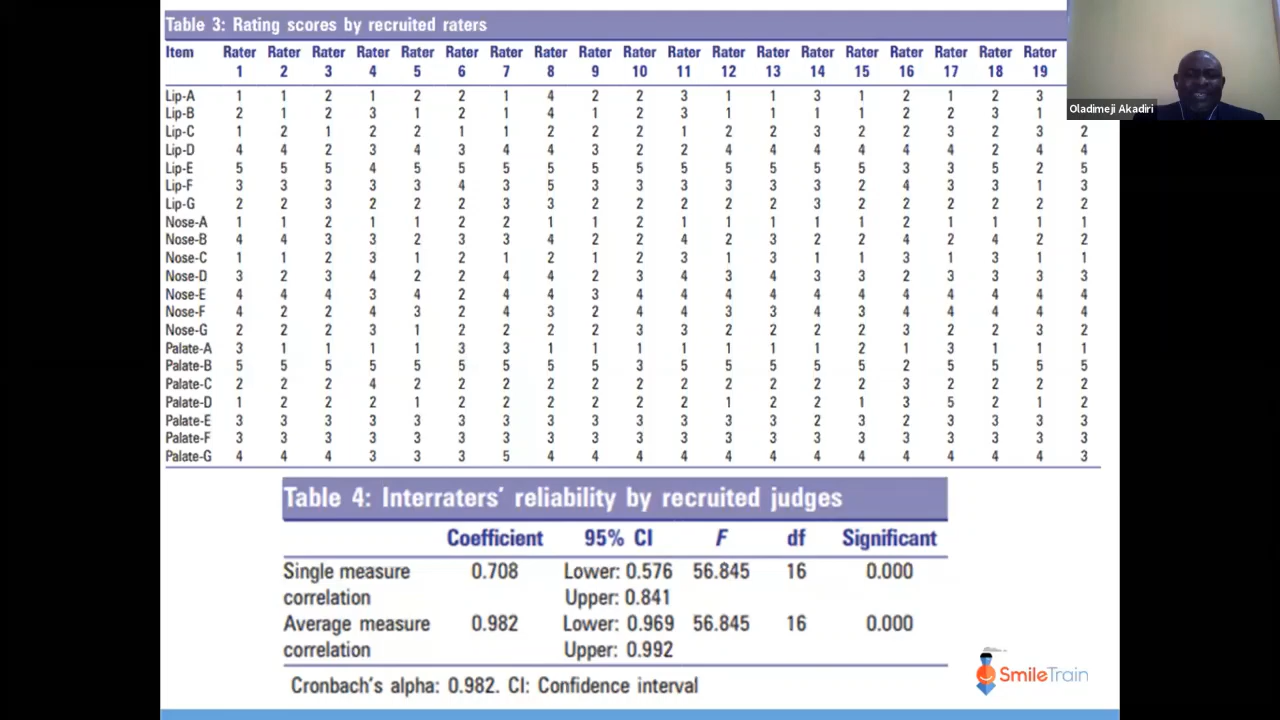 Table 3: Rating scores by recruited raters
Item Rater Rater Rater Rater Rater Rater Rater Rater Rater Rater Rater Rater Rater Rater Rater Rater Rater Rater Rater
1 2 3 4 5 6 7 8 9 10 11 12 13 14 15 16 17 18 19
Lip-A 1 1 2 1 2 2 1 4 2 2 3 1 1 3 1 2 1 2 3
Lip-B 2 1 2 3 1 2 1 4 1 2 3 1 1 1 1 2 2 3 1
Lip-C 1 2 1 2 2 1 1 2 2 2 1 2 2 3 2 2 3 2 3 2
Lip-D 4 4 2 3 4 3 4 4 3 2 2 4 4 4 4 4 4 2 4 4
Lip-E 5 5 5 4 5 5 5 5 5 5 5 5 5 5 5 3 3 5 2 5
Lip-F 3 3 3 3 3 4 3 5 3 3 3 3 3 3 2 4 3 3 1 3
Lip-G 2 2 3 2 2 2 3 3 2 2 2 2 2 3 2 2 2 2 2 2
Nose-A 1 1 2 1 1 2 2 1 1 2 1 1 1 1 1 2 1 1 1 1
Nose-B 4 4 3 3 2 3 3 4 2 2 4 2 3 2 2 4 2 4 2 2
Nose-C 1 1 2 3 1 2 1 2 1 2 3 1 3 1 1 3 1 3 1 1
Nose-D 3 2 3 4 2 2 4 4 2 3 4 3 4 3 3 2 3 3 3 3
Nose-E 4 4 4 3 4 2 4 4 3 4 4 4 4 4 4 4 4 4 4 4
Nose-F 4 2 2 4 3 2 4 3 2 4 4 3 3 4 3 4 4 4 4 4
Nose-G 2 2 2 3 1 2 2 2 2 3 3 2 2 2 2 3 2 2 3 2
Palate-A 3 1 1 1 1 3 3 1 1 1 1 1 1 1 2 1 3 1 1 1
Palate-B 5 5 5 5 5 5 5 5 5 3 5 5 5 5 5 2 5 5 5 5
Palate-C 2 2 2 4 2 2 2 2 2 2 2 2 2 2 2 3 2 2 2 2
Palate-D 1 2 2 2 1 2 2 2 2 2 2 1 2 2 1 3 5 2 1 2
Palate-E 3 3 3 3 3 3 3 3 3 3 3 3 3 2 3 2 3 3 3 3
Palate-F 3 3 3 3 3 3 3 3 3 3 3 3 3 3 3 3 3 3 3 3
Palate-G 4 4 4 3 3 3 5 4 4 4 4 4 4 4 4 4 4 4 4 3
Table 4: Interraters’ reliability by recruited judges
Coefficient 95% CI F df Significant
Single measure 0.708 Lower: 0.576 56.845 16 0.000
correlation Upper: 0.841
Average measure 0.982 Lower: 0.969 56.845 16 0.000
correlation Upper: 0.992
Cronbach's alpha: 0.982. CI: Confidence interval
SmileTrain
Oladimeji Akadiri